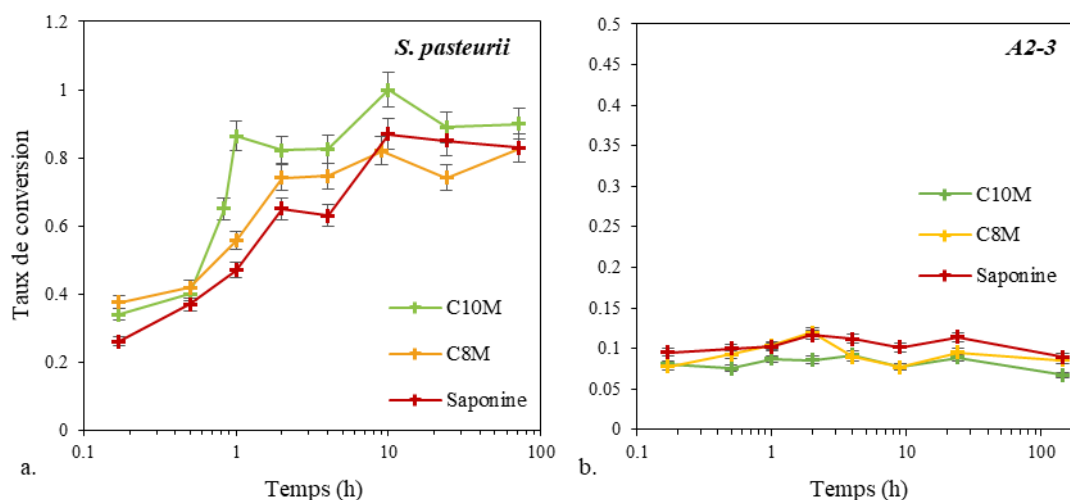 1.2
1
0.8
0.6
0.4
0.2
0
Taux de conversion
S. pasteurii
C10M
C8M
Saponine
0.1
1
10
100
Temps (h)
a.
0.5
0.45
0.4
0.35
0.3
0.25
0.2
0.15
0.1
0.05
0
A2-3
C10M
C8M
Saponine
0.1
1
10
100
Temps (h)
b.